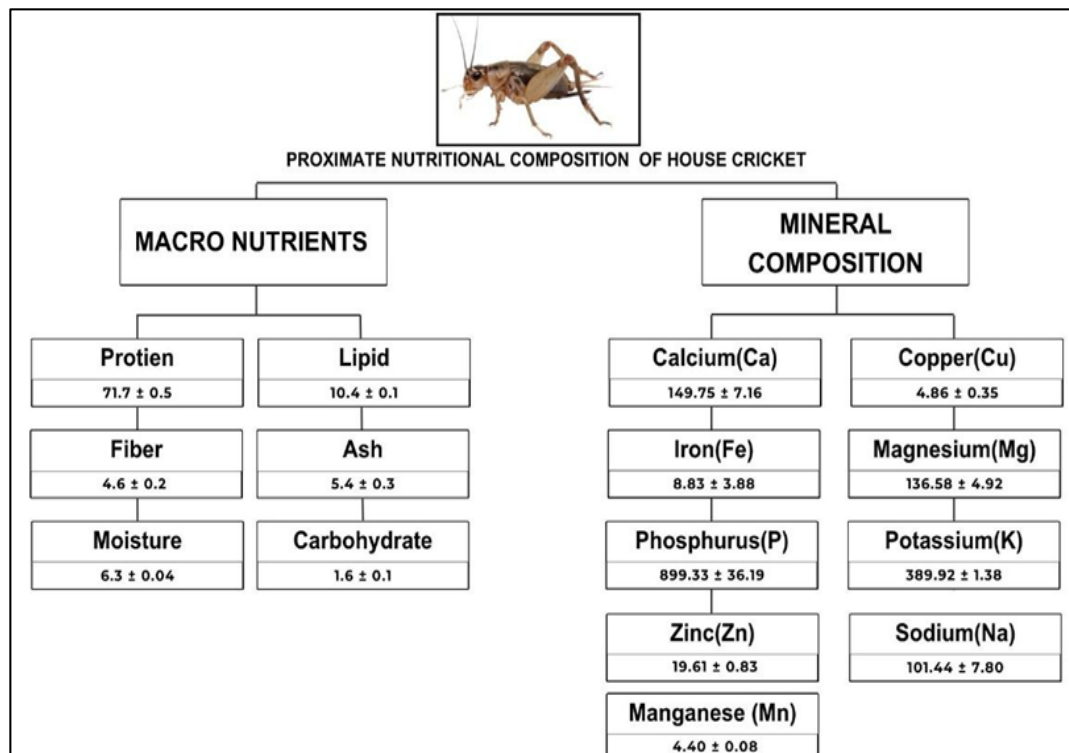 PROXIMATE NUTRITIONAL COMPOSITION OF HOUSE CRICKET
MACRO NUTRIENTS
Protien
71.7 ± 0.5
Lipid
10.4 ± 0.1
Fiber
4.6 ± 0.2
Ash
5.4 ± 0.3
Moisture
6.3 ± 0.04
Carbohydrate
1.6 ± 0.1
MINERAL
COMPOSITION
Calcium(Ca)
149.75 ± 7.16
Copper(Cu)
4.86 ± 0.35
Iron(Fe)
8.83 ± 3.88
Magnesium(Mg)
136.58 ± 4.92
Phosphurus(P)
899.33 ± 36.19
Potassium(K)
389.92 ± 1.38
Zinc(Zn)
19.61 ± 0.83
Sodium(Na)
101.44 ± 7.80
Manganese (Mn)
4.40 ± 0.08